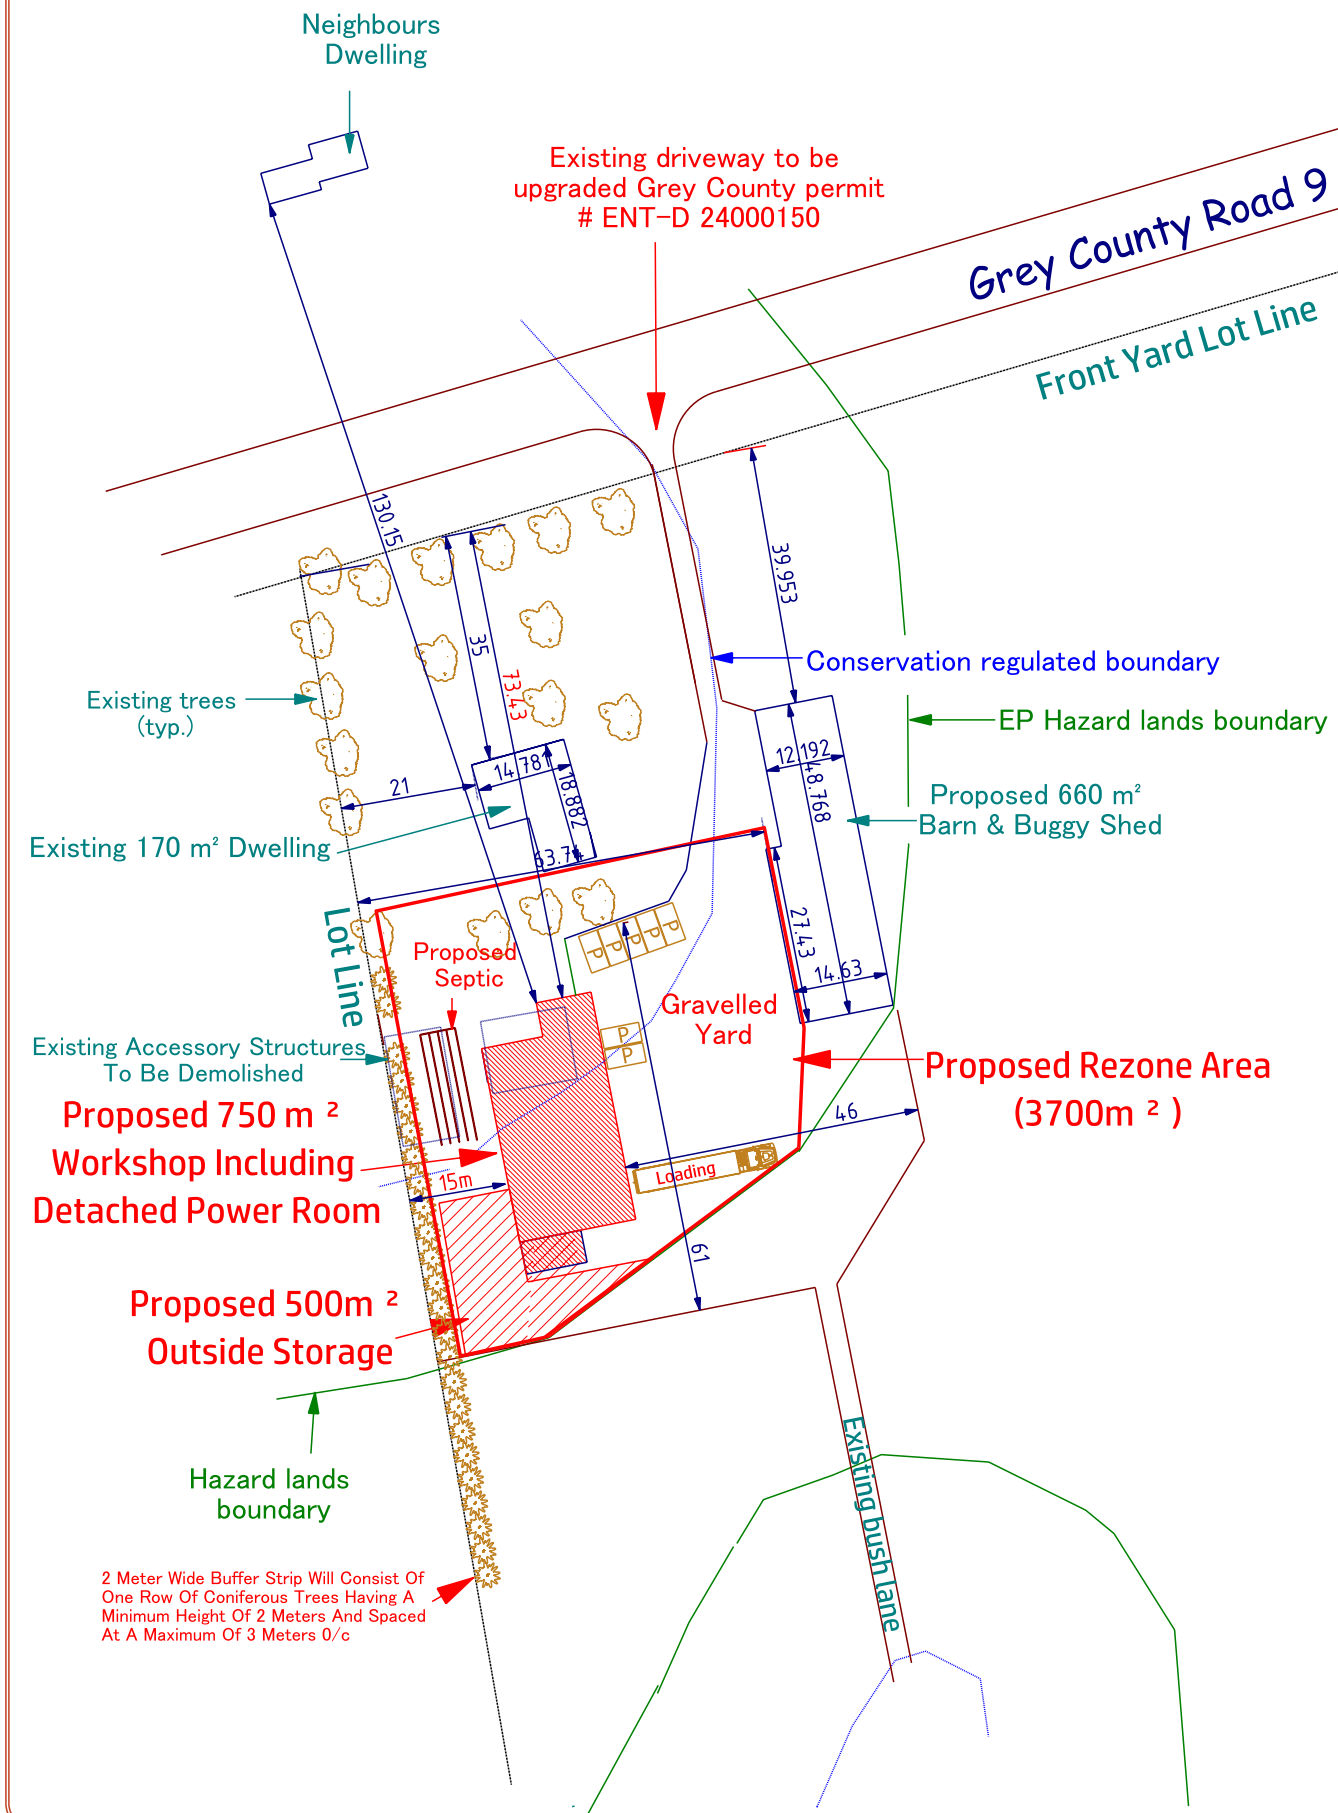 Neighbours
Dwelling
Existing driveway to be
upgraded Grey County permit
# ENT-D 24000150
Grey County Road 9
Front Yard Lot Line
130.15
39.953
35
73.43
Conservation regulated boundary
Existing trees
(typ.)
EP Hazard lands boundary
12.192
14.781
21
18.882
48.768
Proposed 660 m²
Barn & Buggy Shed
Existing 170 m² Dwelling
63.74
Lot Line
27.43
P
P
P
P
P
Proposed
Septic
14.63
Gravelled
Yard
P
P
Existing Accessory Structures
To Be Demolished
Proposed Rezone Area
(3700m ² )
Proposed 750 m ²
Workshop Including
Detached Power Room
46
Loading
15m
61
Proposed 500m ²
Outside Storage
Existing bush lane
Hazard lands
boundary
2 Meter Wide Buffer Strip Will Consist Of
One Row Of Coniferous Trees Having A
Minimum Height Of 2 Meters And Spaced
At A Maximum Of 3 Meters 0/c